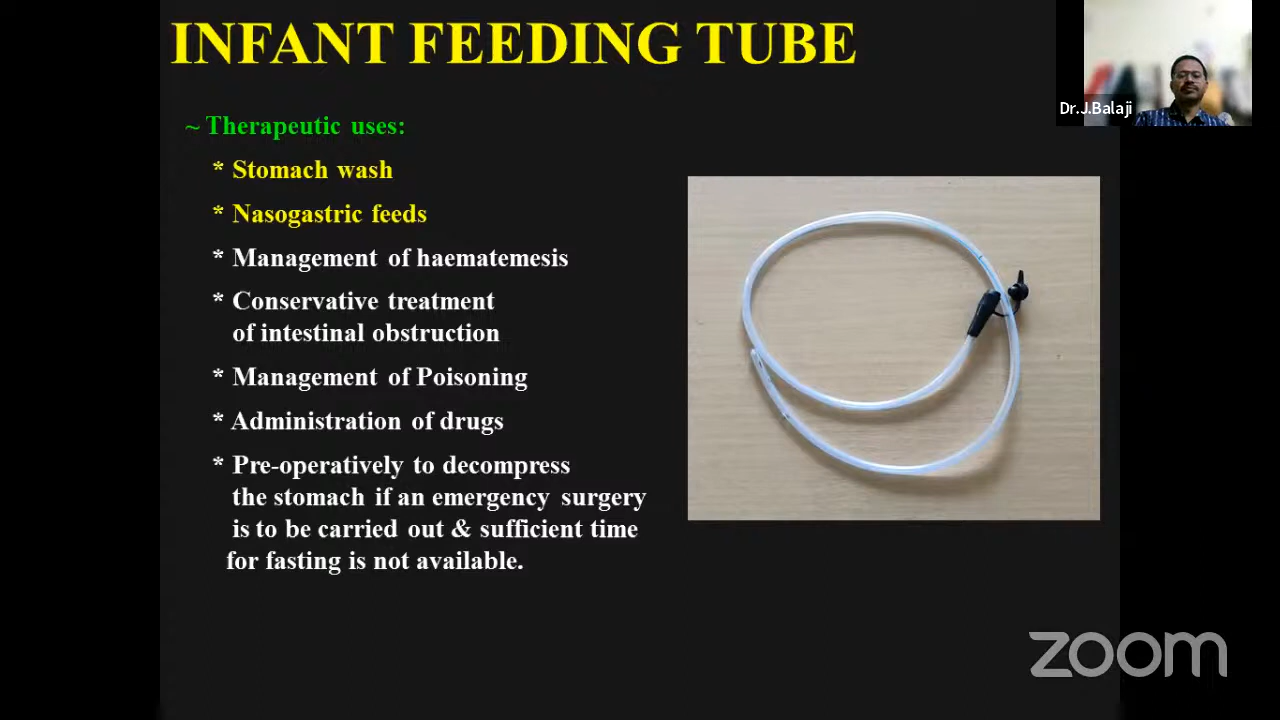 INFANT FEEDING TUBE
Dr.J.Balaji
~ Therapeutic uses:
* Stomach wash
* Nasogastric feeds
* Management of haematemesis
* Conservative treatment
of intestinal obstruction
* Management of Poisoning
* Administration of drugs
* Pre-operatively to decompress
the stomach if an emergency surgery
is to be carried out & sufficient time
for fasting is not available.
zoom